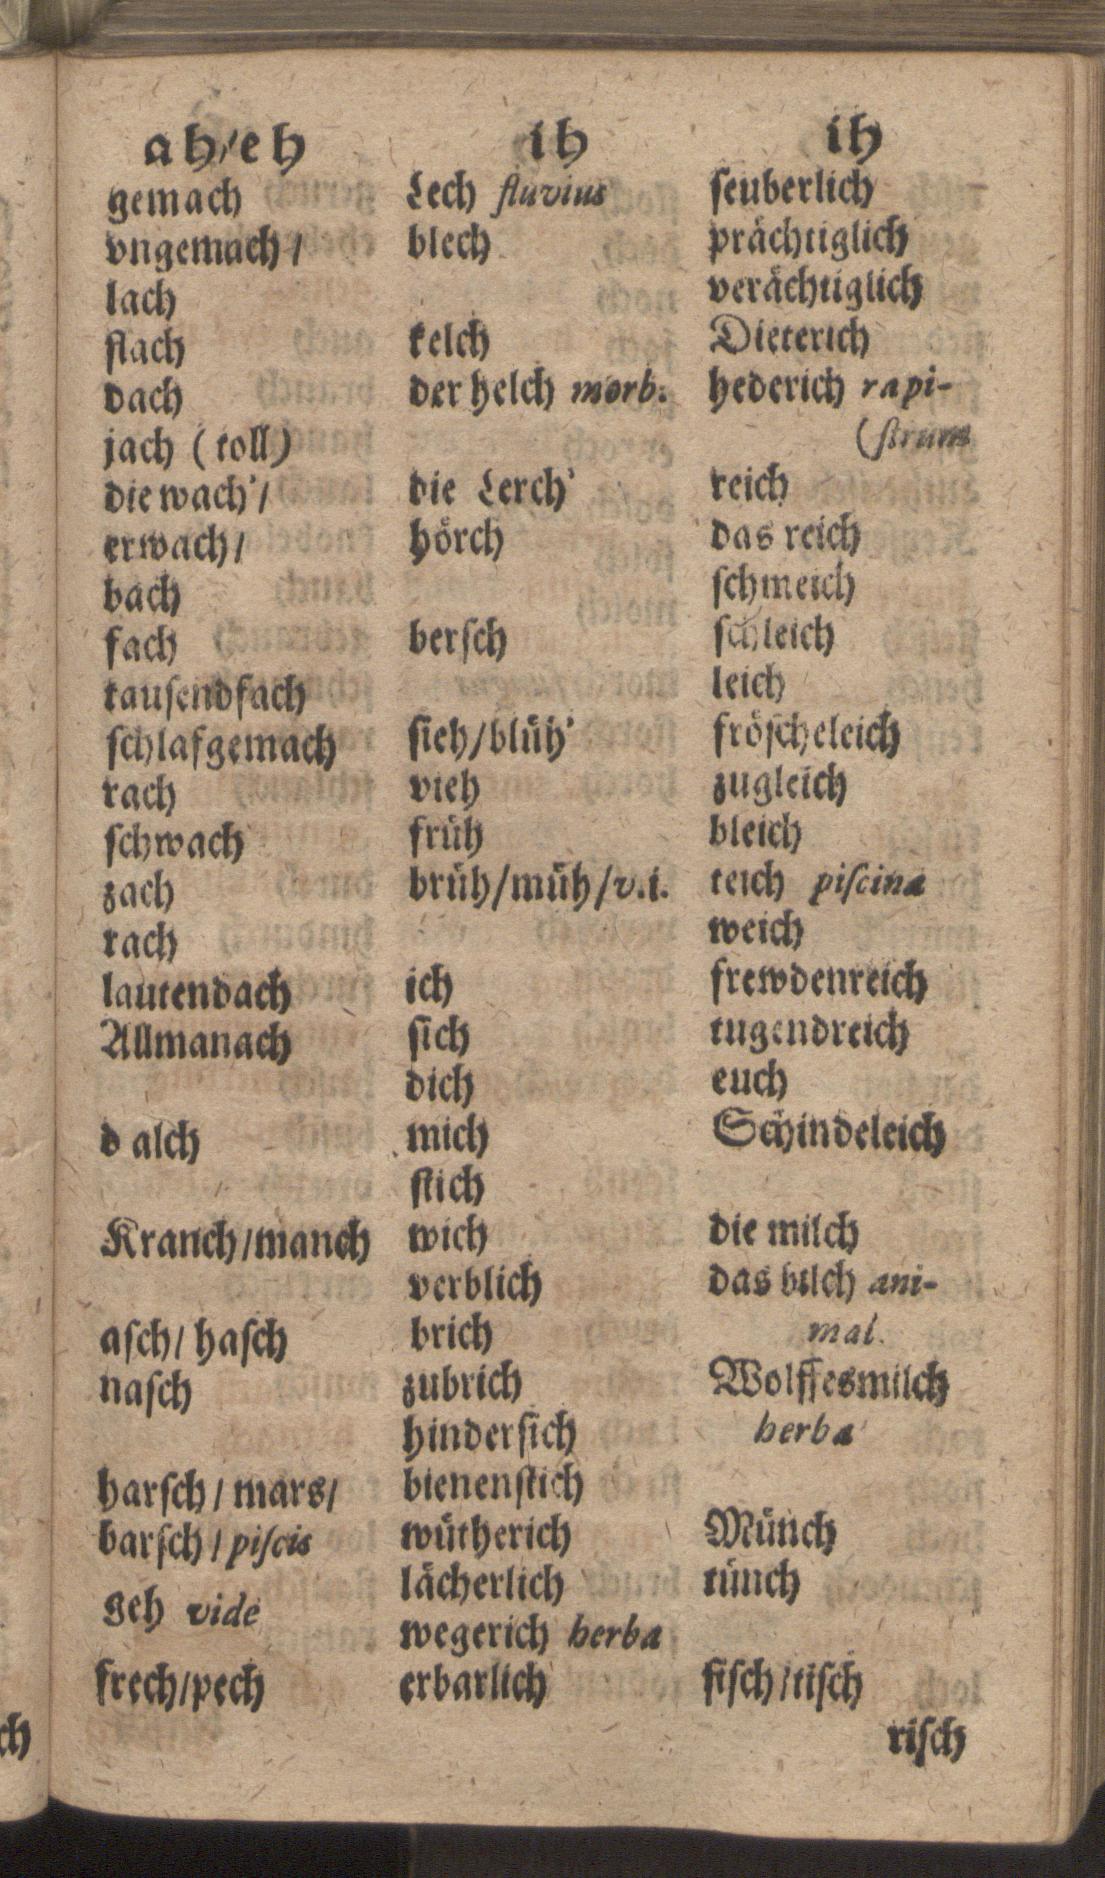 ah/eh
gemach
vngemach/
lach
flach
dach
jach (toll)
die wach'/
erwach/
bach
fach
tausendfach
schlafgemach
rach
schwach
zach
rach
lautendach
Allmanach
dalch
Kranch/manch
asch/hasch
nasch
harsch/mars/
barsch/piscis
geh vide
frech/pech
ih
Lech fluvius
blech
kelch
der helch morb.
die Lerch'
hörch
bersch
sieh/blüh'
vieh
früh
brüh/müh/v.i.
ich
sich
dich
mich
stich
wich
verblich
brich
zubrich
hindersich
bienenstich
wütherich
lächerlich
wegerich herba
erbarlich
ih
seuberlich
prächtiglich
verächtiglich
Dieterich
hederich rapi-
(strum
reich
das reich
schmeich
schleich
leich
fröscheleich
zugleich
bleich
teich piscina
weich
frewdenreich
tugendreich
euch
Schindeleich
die milch
das bilch ani-
mal.
Wolffesmilch
herba
Münch
tünch
fisch/tisch
risch
ch